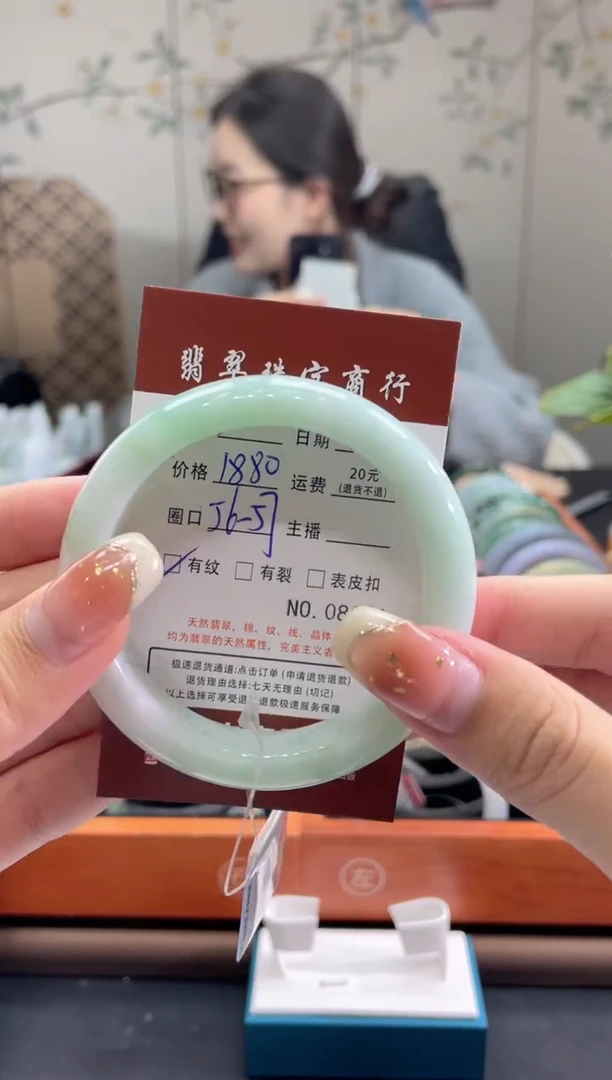 翡翠珠宝商行
日期
价格 1880 运费 20元
(退货不退)
圈口 56-57 主播
有纹 有裂 表皮扣
NO.08
天然翡翠、棉、纹、线、晶体
均为翡翠的天然属性,完美主义者
极速退货通道:点击订单(申请退货退款)
退货理由选择:七天无理由(切记)
以上选择可享受退 退款极速服务保障
左